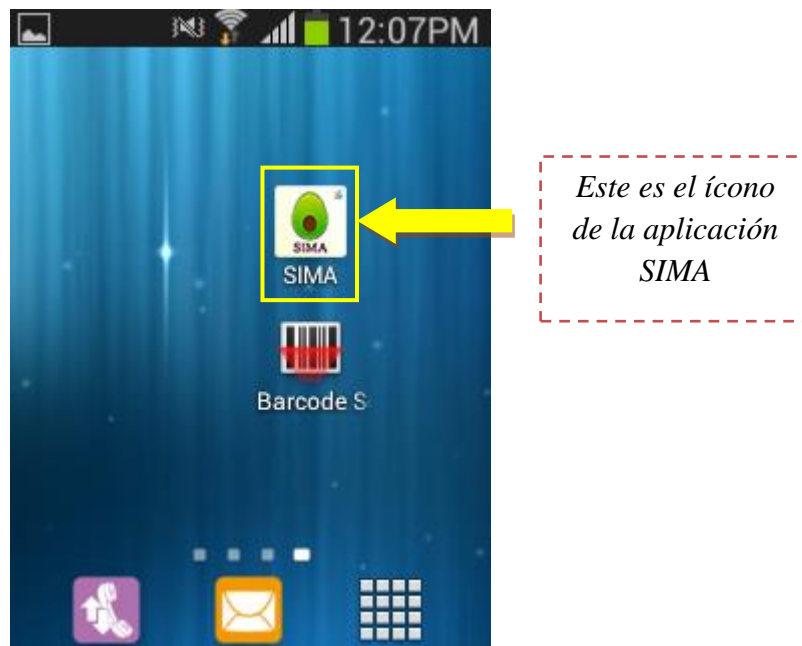 12:07PM
SIMA
SIMA
Barcode S
Este es el ícono
de la aplicación
SIMA